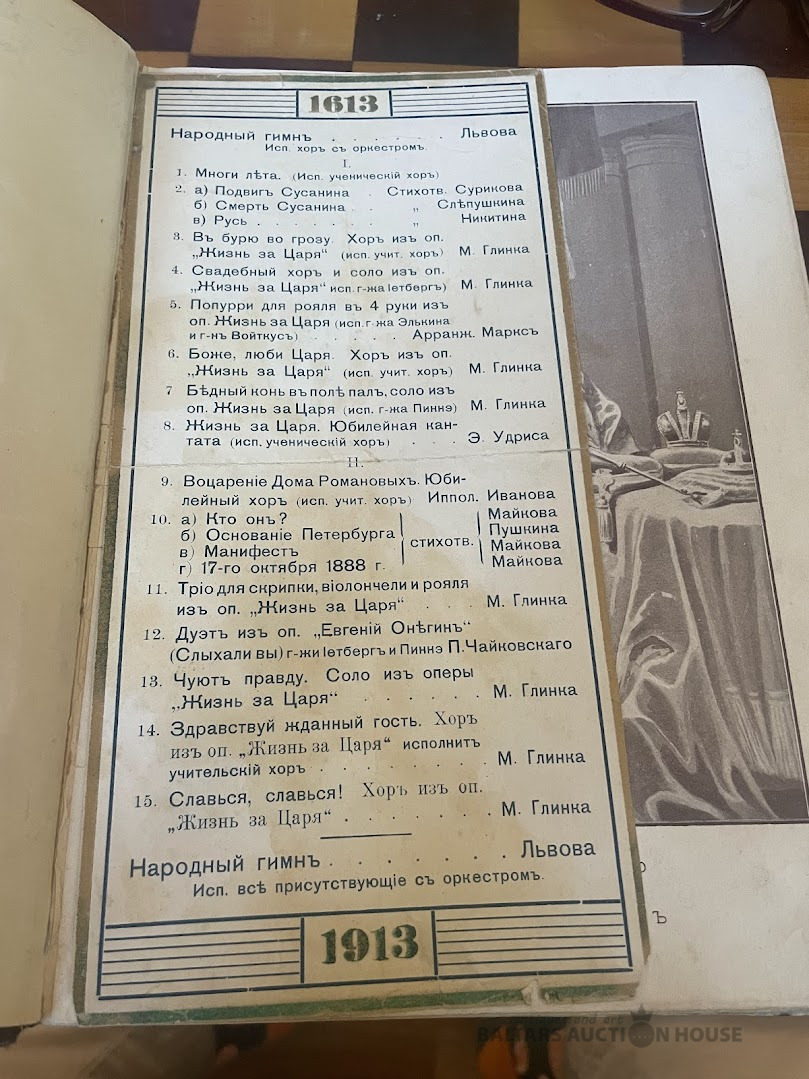 1613
Народный гимнъ . . . . . . Львова
Исп. хоръ съ оркестромъ.
I.
1. Многи лѣта. (Исп. ученическій хоръ)
2. а) Подвигъ Сусанина . Стихотв. Сурикова
б) Смерть Сусанина . . „ Слѣпушкина
в) Русь . . . . . . „ Никитина
3. Въ бурю во грозу. Хоръ изъ оп.
„Жизнь за Царя“ (исп. учит. хоръ) М. Глинка
4. Свадебный хоръ и соло изъ оп.
„Жизнь за Царя“ исп. г-жа Іетбергъ) М. Глинка
5. Попурри для рояля въ 4 руки изъ
оп. Жизнь за Царя (исп. г-жа Элькина
и г-нъ Войткусъ) . . . . . Арранж. Марксъ
6. Боже, люби Царя. Хоръ изъ оп.
„Жизнь за Царя“ (исп. учит. хоръ) М. Глинка
7 Бѣдный конь въ полѣ палъ, соло изъ
оп. Жизнь за Царя (исп. г-жа Пиннэ) М. Глинка
8. Жизнь за Царя. Юбилейная кан-
тата (исп. ученическій хоръ) . . . Э. Удриса
II.
9. Воцареніе Дома Романовыхъ. Юби-
лейный хоръ (исп. учит. хоръ) Иппол. Иванова
10. а) Кто онъ? Майкова
б) Основаніе Петербурга Пушкина
стихотв.
в) Манифестъ Майкова
г) 17-го октября 1888 г. Майкова
11. Тріо для скрипки, віолончели и рояля
изъ оп. „Жизнь за Царя“ . . . М. Глинка
12. Дуэтъ изъ оп. „Евгеній Онѣгинъ“
(Слыхали вы) г-жи Іетбергъ и Пиннэ П. Чайковскаго
13. Чуютъ правду. Соло изъ оперы
„Жизнь за Царя“ . . . . . . М. Глинка
14. Здравствуй жданный гость. Хоръ
изъ оп. „Жизнь за Царя“ исполнитъ
учительскій хоръ . . . . . . . М. Глинка
15. Славься, славься! Хоръ изъ оп.
„Жизнь за Царя“ . . . . . . . М. Глинка
Народный гимнъ . . . . . . . Львова
Исп. всѣ присутствующіе съ оркестромъ.
1913
ъ
BALTARS AUCTION HOUSE